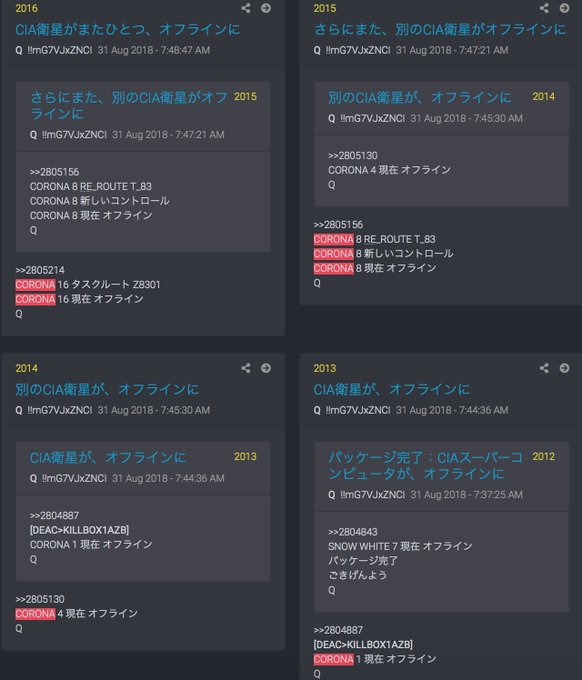 2016
CIA衛星がまたひとつ、オフラインに
Q !!mG7VJxZNCI 31 Aug 2018 - 7:48:47 AM
さらにまた、別のCIA衛星がオフ
ラインに
2015
Q !!mG7VJxZNCI 31 Aug 2018 - 7:47:21 AM
>>2805156
CORONA 8 RE_ROUTE T_83
CORONA 8 新しいコントロール
CORONA 8 現在 オフライン
Q
>>2805214
CORONA 16 タスクルート Z8301
CORONA 16 現在 オフライン
Q
2015
さらにまた、別のCIA衛星が、オフラインに
Q !!mG7VJxZNCI 31 Aug 2018 - 7:47:21 AM
別のCIA衛星が、オフラインに
2014
Q !!mG7VJxZNCI 31 Aug 2018 - 7:45:30 AM
>>2805130
CORONA 4 現在 オフライン
Q
>>2805156
CORONA 8 RE_ROUTE T_83
CORONA 8 新しいコントロール
CORONA 8 現在 オフライン
Q
2014
別のCIA衛星が、オフラインに
Q !!mG7VJxZNCI 31 Aug 2018 - 7:45:30 AM
CIA衛星が、オフラインに
2013
Q !!mG7VJxZNCI 31 Aug 2018 - 7:44:36 AM
>>2804887
[DEAC>KILLBOX1AZB]
CORONA 1 現在 オフライン
Q
>>2805130
CORONA 4 現在 オフライン
Q
2013
CIA衛星が、オフラインに
Q !!mG7VJxZNCI 31 Aug 2018 - 7:44:36 AM
パッケージ完了：CIAスーパーコ
ンピュータが、オフラインに
2012
Q !!mG7VJxZNCI 31 Aug 2018 - 7:37:25 AM
>>2804843
SNOW WHITE 7 現在 オフライン
パッケージ完了
ごきげんよう
Q
>>2804887
[DEAC>KILLBOX1AZB]
CORONA 1 現在 オフライン
Q